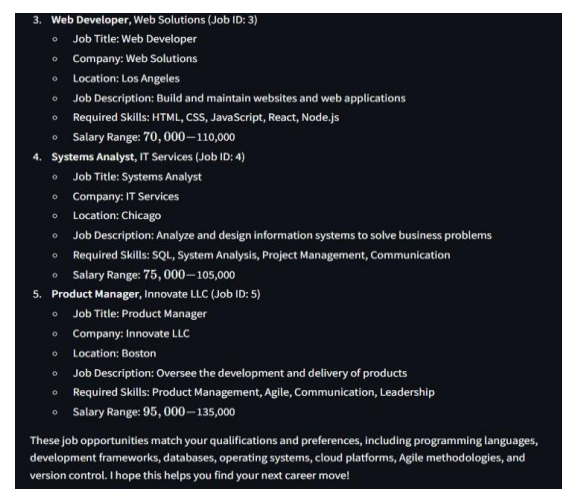 3. Web Developer, Web Solutions (Job ID: 3)
○ Job Title: Web Developer
○ Company: Web Solutions
○ Location: Los Angeles
○ Job Description: Build and maintain websites and web applications
○ Required Skills: HTML, CSS, JavaScript, React, Node.js
○ Salary Range: 70,000−110,000
4. Systems Analyst, IT Services (Job ID: 4)
○ Job Title: Systems Analyst
○ Company: IT Services
○ Location: Chicago
○ Job Description: Analyze and design information systems to solve business problems
○ Required Skills: SQL, System Analysis, Project Management, Communication
○ Salary Range: 75,000−105,000
5. Product Manager, Innovate LLC (Job ID: 5)
○ Job Title: Product Manager
○ Company: Innovate LLC
○ Location: Boston
○ Job Description: Oversee the development and delivery of products
○ Required Skills: Product Management, Agile, Communication, Leadership
○ Salary Range: 95,000−135,000
These job opportunities match your qualifications and preferences, including programming languages,
development frameworks, databases, operating systems, cloud platforms, Agile methodologies, and
version control. I hope this helps you find your next career move!